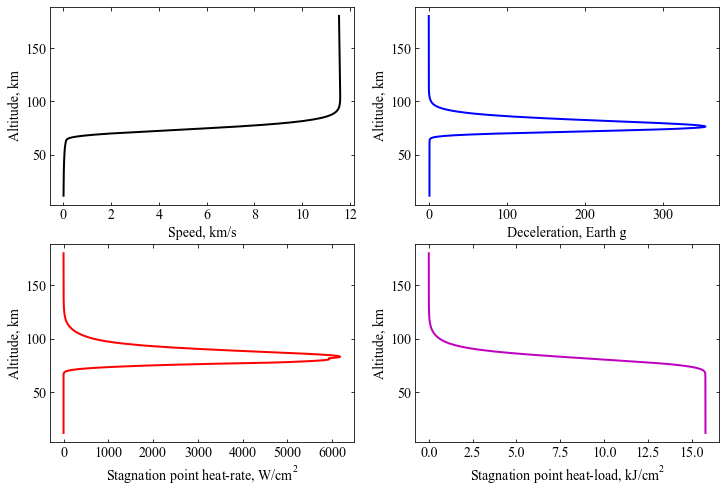 150
100
50
Altitude, km
0 2 4 6 8 10 12
Speed, km/s
150
100
50
Altitude, km
0 100 200 300
Deceleration, Earth g
150
100
50
Altitude, km
0 1000 2000 3000 4000 5000 6000
Stagnation point heat-rate, W/cm²
150
100
50
Altitude, km
0.0 2.5 5.0 7.5 10.0 12.5 15.0
Stagnation point heat-load, kJ/cm²